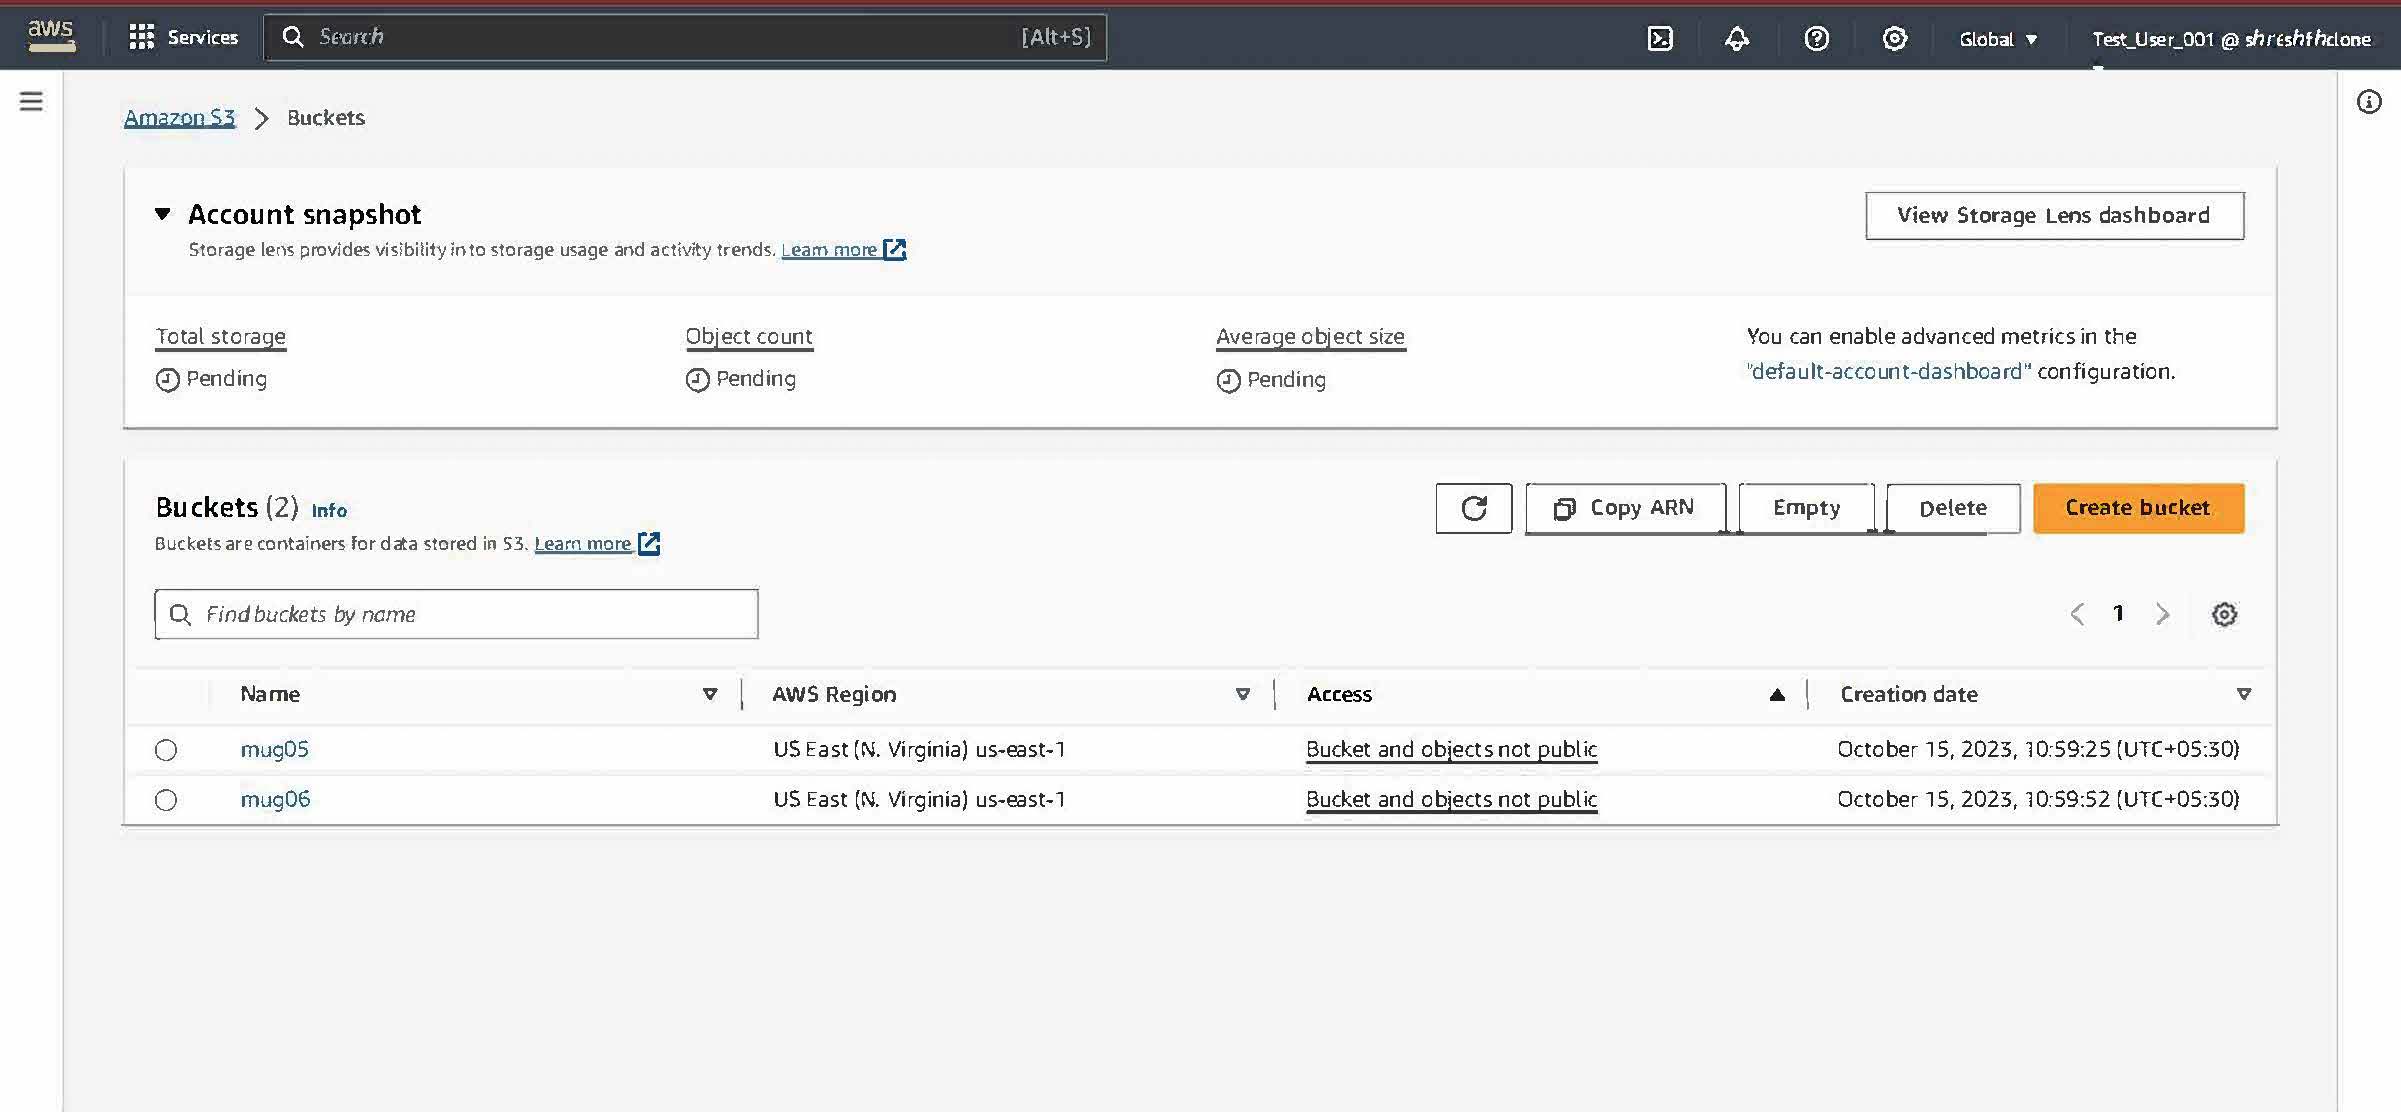 aws Services Search [Alt+S] Global Test_User_001 @ shreshthclone
Amazon S3 > Buckets
Account snapshot
View Storage Lens dashboard
Storage lens provides visibility into storage usage and activity trends. Learn more
Total storage Object count Average object size You can enable advanced metrics in the
Pending Pending Pending "default-account-dashboard" configuration.
Buckets (2) Info
Copy ARN Empty Delete Create bucket
Buckets are containers for data stored in S3. Learn more
Find buckets by name
1
Name AWS Region Access Creation date
mug05 US East (N. Virginia) us-east-1 Bucket and objects not public October 15, 2023, 10:59:25 (UTC+05:30)
mug06 US East (N. Virginia) us-east-1 Bucket and objects not public October 15, 2023, 10:59:52 (UTC+05:30)